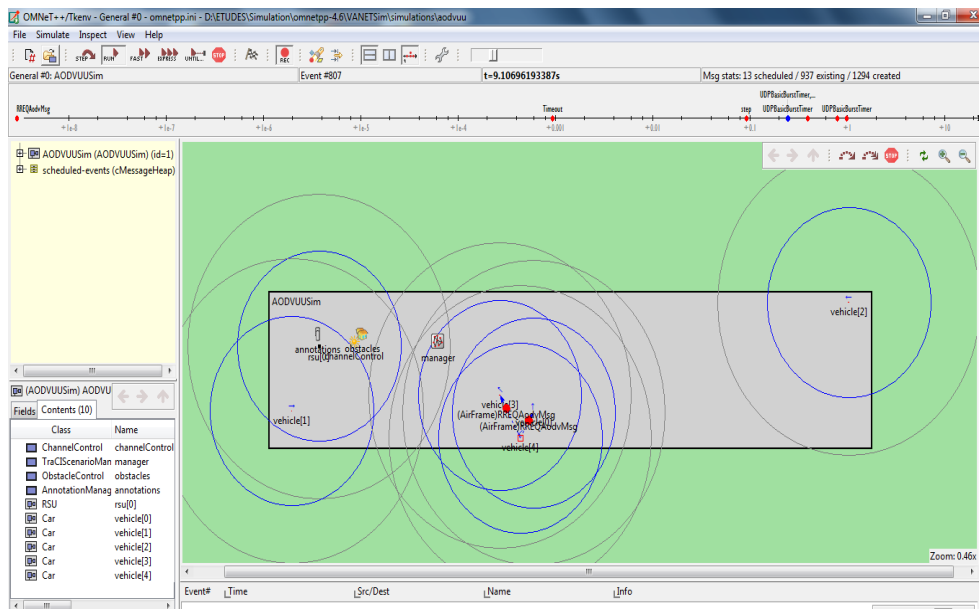 OMNeT++/Tkenv - General #0 - omnetpp.ini - D:\ETUDES\Simulation\omnetpp-4.6\VANETSim\simulations\aodvuu
File Simulate Inspect View Help
STEP RUN FAST EXPRESS UNTIL... STOP REC
General #0: AODVUUSim Event #807 t=9.10696193387s Msg stats: 13 scheduled / 937 existing / 1294 created
UDPBasicBurstTimer,...
RREQAodvMsg Timeout step UDPBasicBurstTimer UDPBasicBurstTimer
+1e-8 +1e-7 +1e-6 +1e-5 +1e-4 +0.001 +0.01 +0.1 +1 +10
AODVUUSim (AODVUUSim) (id=1)
scheduled-events (cMessageHeap)
STOP
AODVUUSim
vehicle[2]
annotations obstacles
rsu[0] channelControl
manager
vehicle[1]
vehicle[3]
(AirFrame)RREQAodvMsg
(AirFrame)RREQAodvMsg
vehicle[4]
Zoom: 0.46x
(AODVUUSim) AODVU
Fields Contents (10)
Class Name
ChannelControl channelControl
TraCIScenarioMan manager
ObstacleControl obstacles
AnnotationManag annotations
RSU rsu[0]
Car vehicle[0]
Car vehicle[1]
Car vehicle[2]
Car vehicle[3]
Car vehicle[4]
Event# Time Src/Dest Name Info